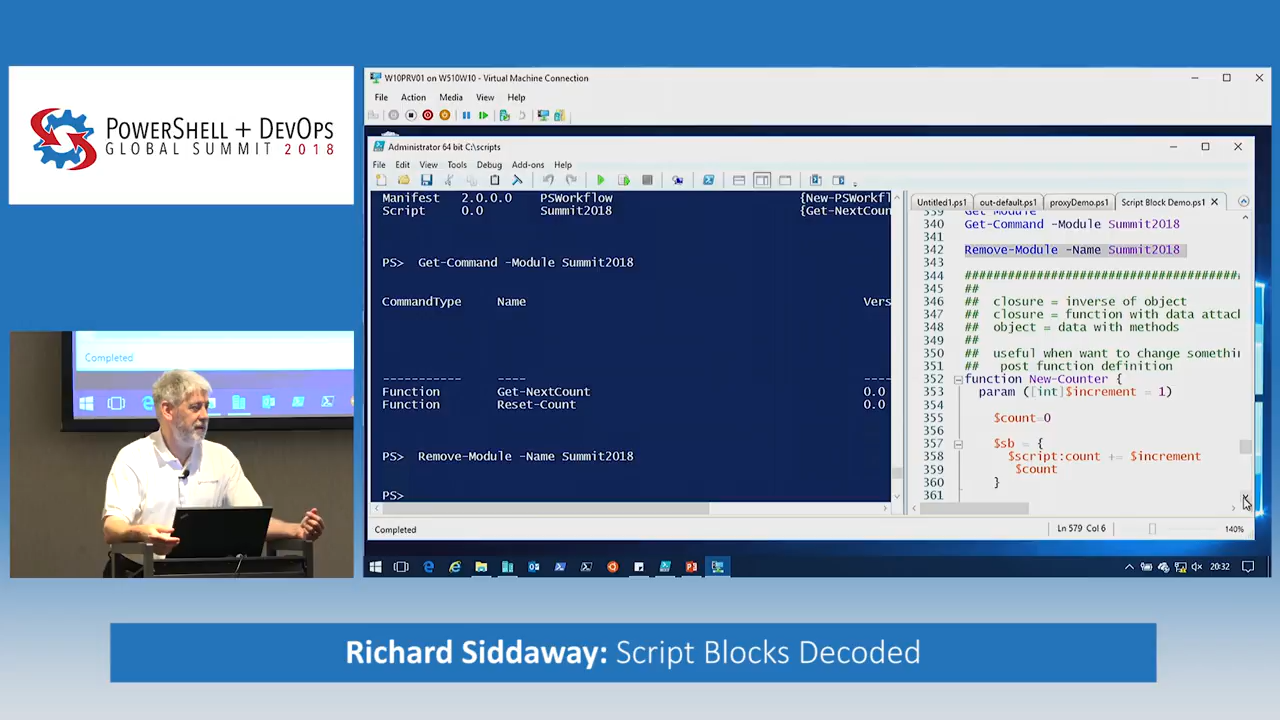 POWERSHELL + DEVOPS
GLOBAL SUMMIT 2018
Completed
W10PRV01 on W510W10 - Virtual Machine Connection
File Action Media View Help
Administrator 64 bit C:\scripts
File Edit View Tools Debug Add-ons Help
Manifest 2.0.0.0 PSWorkflow {New-PSWorkfl
Script 0.0 Summit2018 {Get-NextCoun
PS> Get-Command -Module Summit2018
CommandType Name Vers
----------- ---- ----
Function Get-NextCount 0.0
Function Reset-Count 0.0
PS> Remove-Module -Name Summit2018
PS>
Completed
Untitled1.ps1 out-default.ps1 proxyDemo.ps1 Script Block Demo.ps1
339 Get-Module
340 Get-Command -Module Summit2018
341
342 Remove-Module -Name Summit2018
343
344 ######################################
345 ##
346 ## closure = inverse of object
347 ## closure = function with data attach
348 ## object = data with methods
349 ##
350 ## useful when want to change somethin
351 ## post function definition
352 function New-Counter {
353 param ([int]$increment = 1)
354
355 $count=0
356
357 $sb = {
358 $script:count += $increment
359 $count
360 }
361
Ln 579 Col 6 140%
20:32
Richard Siddaway: Script Blocks Decoded